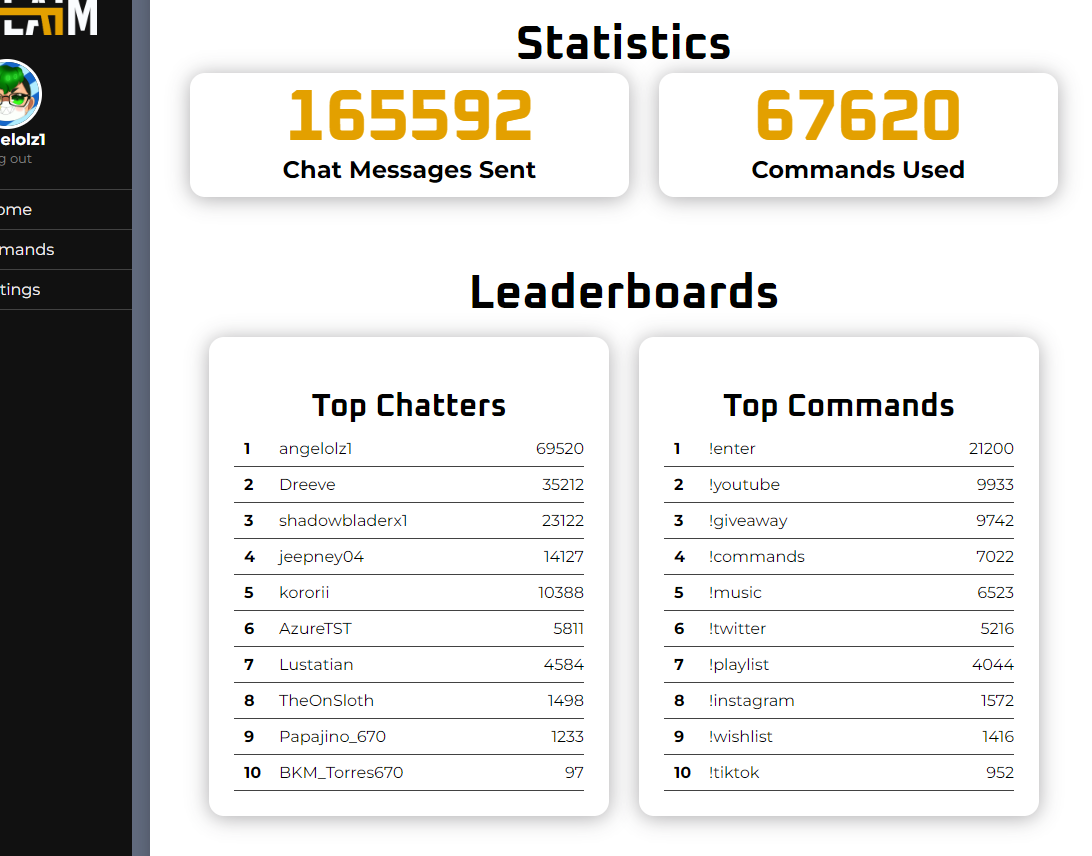 Statistics
165592
Chat Messages Sent
67620
Commands Used
Leaderboards
Top Chatters
1 angelolz1 69520
2 Dreeve 35212
3 shadowbladerx1 23122
4 jeepney04 14127
5 kororii 10388
6 AzureTST 5811
7 Lustatian 4584
8 TheOnSloth 1498
9 Papajino_670 1233
10 BKM_Torres670 97
Top Commands
1 !enter 21200
2 !youtube 9933
3 !giveaway 9742
4 !commands 7022
5 !music 6523
6 !twitter 5216
7 !playlist 4044
8 !instagram 1572
9 !wishlist 1416
10 !tiktok 952
elolz1
g out
ome
mands
tings